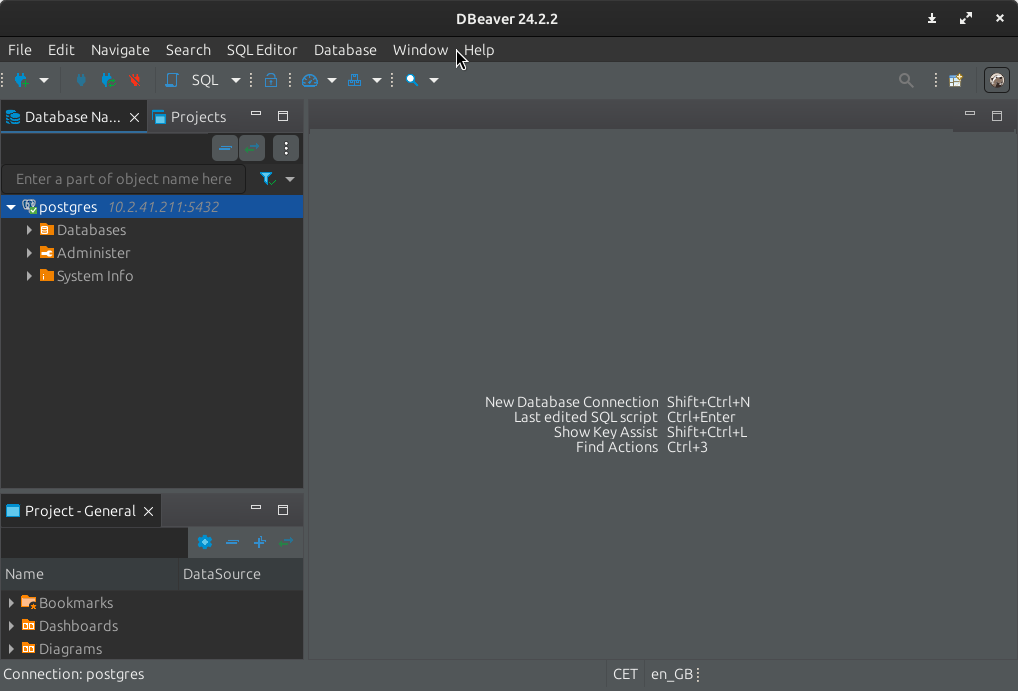 DBeaver 24.2.2
File Edit Navigate Search SQL Editor Database Window Help
SQL
Database Na... Projects
Enter a part of object name here
postgres 10.2.41.211:5432
Databases
Administer
System Info
New Database Connection Shift+Ctrl+N
Last edited SQL script Ctrl+Enter
Show Key Assist Shift+Ctrl+L
Find Actions Ctrl+3
Project - General
Name DataSource
Bookmarks
Dashboards
Diagrams
Connection: postgres CET en_GB